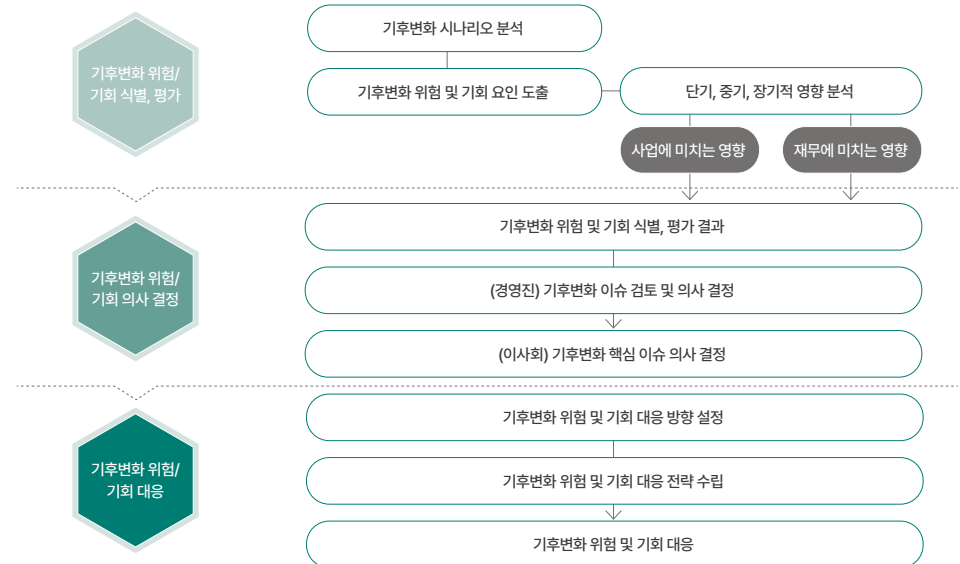 기후변화 위험/
기회 식별, 평가
기후변화 시나리오 분석
기후변화 위험 및 기회 요인 도출
단기, 중기, 장기적 영향 분석
사업에 미치는 영향
재무에 미치는 영향
기후변화 위험/
기회 의사 결정
기후변화 위험 및 기회 식별, 평가 결과
(경영진) 기후변화 이슈 검토 및 의사 결정
(이사회) 기후변화 핵심 이슈 의사 결정
기후변화 위험/
기회 대응
기후변화 위험 및 기회 대응 방향 설정
기후변화 위험 및 기회 대응 전략 수립
기후변화 위험 및 기회 대응